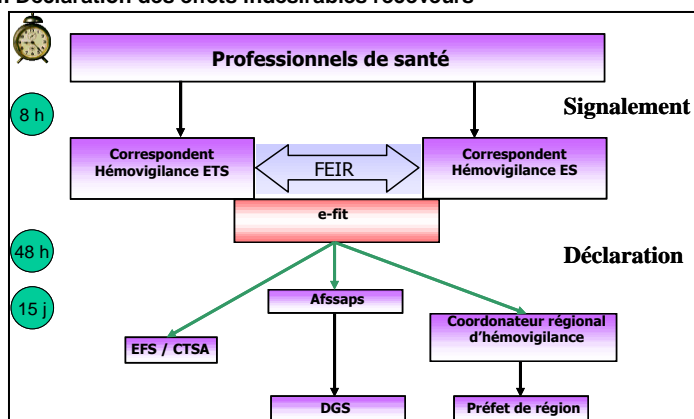 Déclaration des effets indésirables receveurs
Professionnels de santé
8 h
Signalement
Correspondent
Hémovigilance ETS
FEIR
Correspondent
Hémovigilance ES
e-fit
48 h
Déclaration
15 j
Afssaps
Coordonateur régional
d'hémovigilance
EFS / CTSA
DGS
Préfet de région